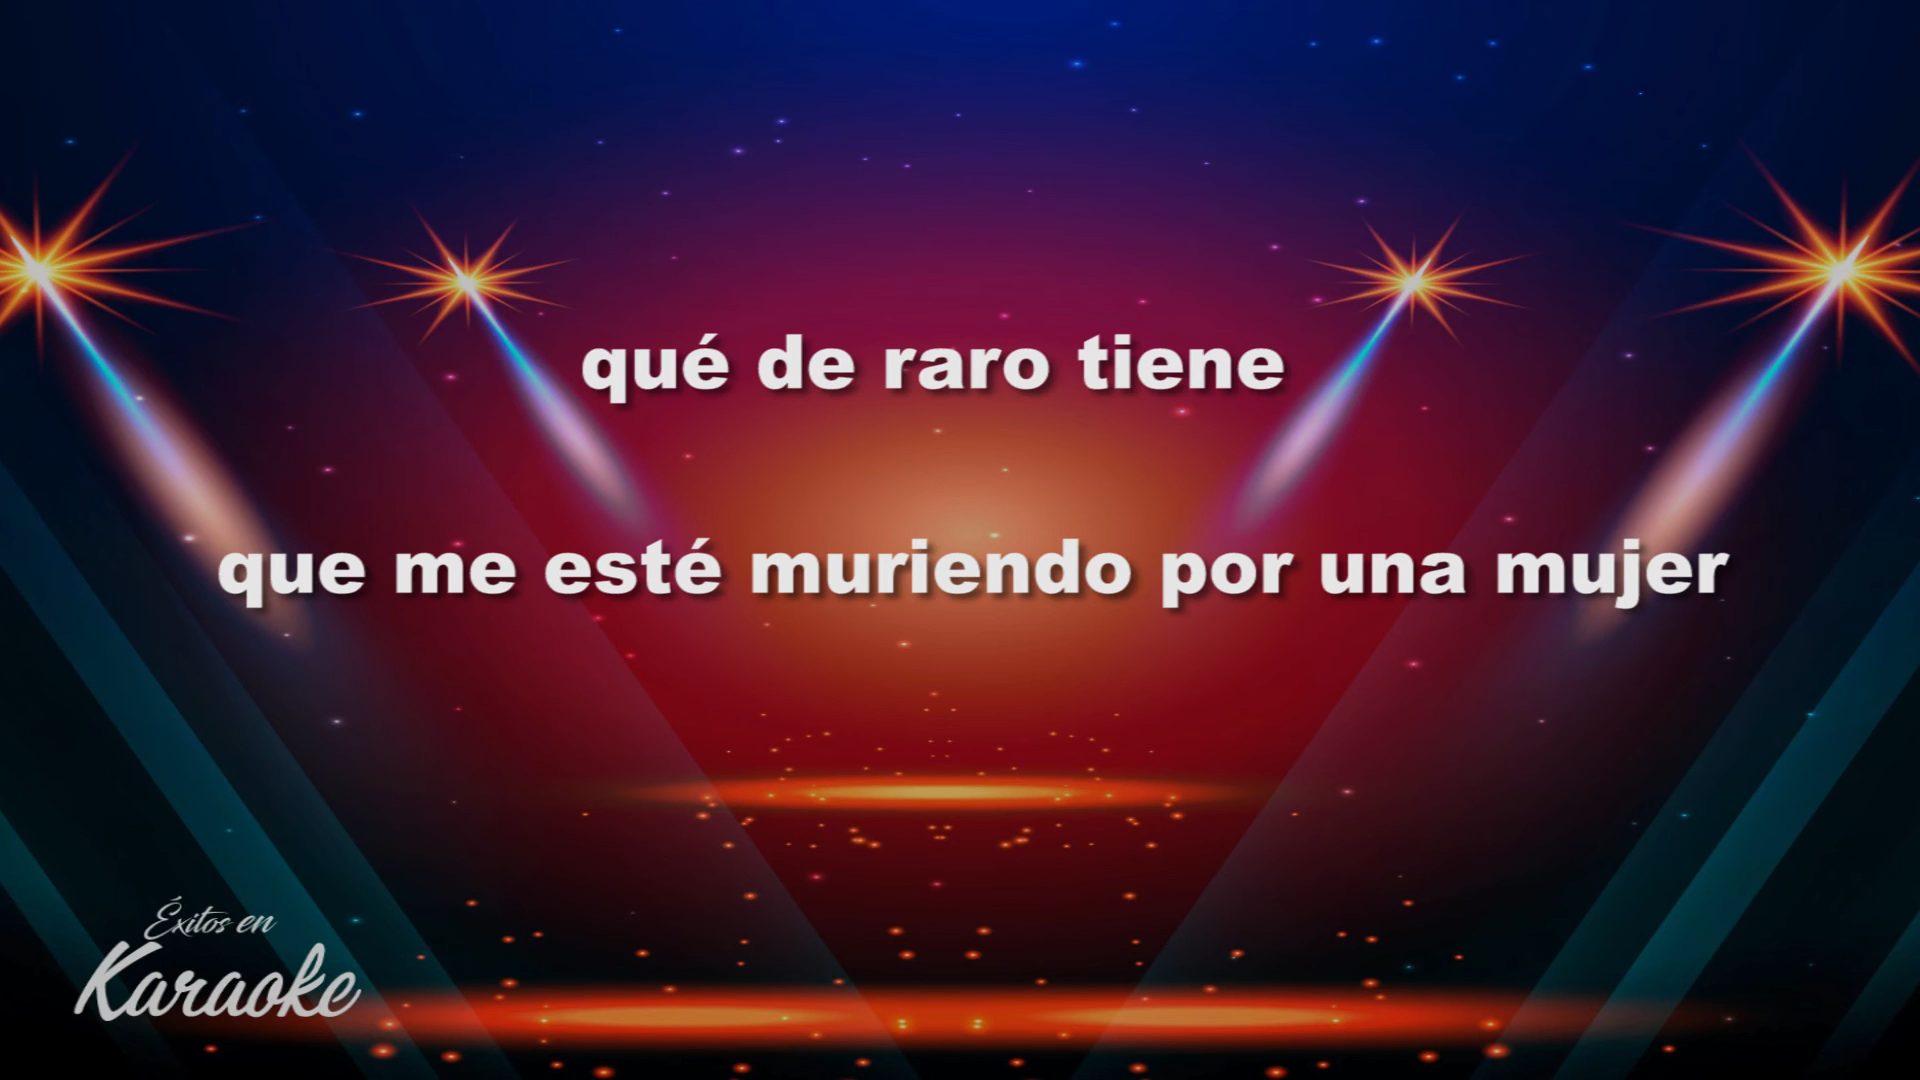 qué de raro tiene
que me esté muriendo por una mujer
Éxitos en
Karaoke